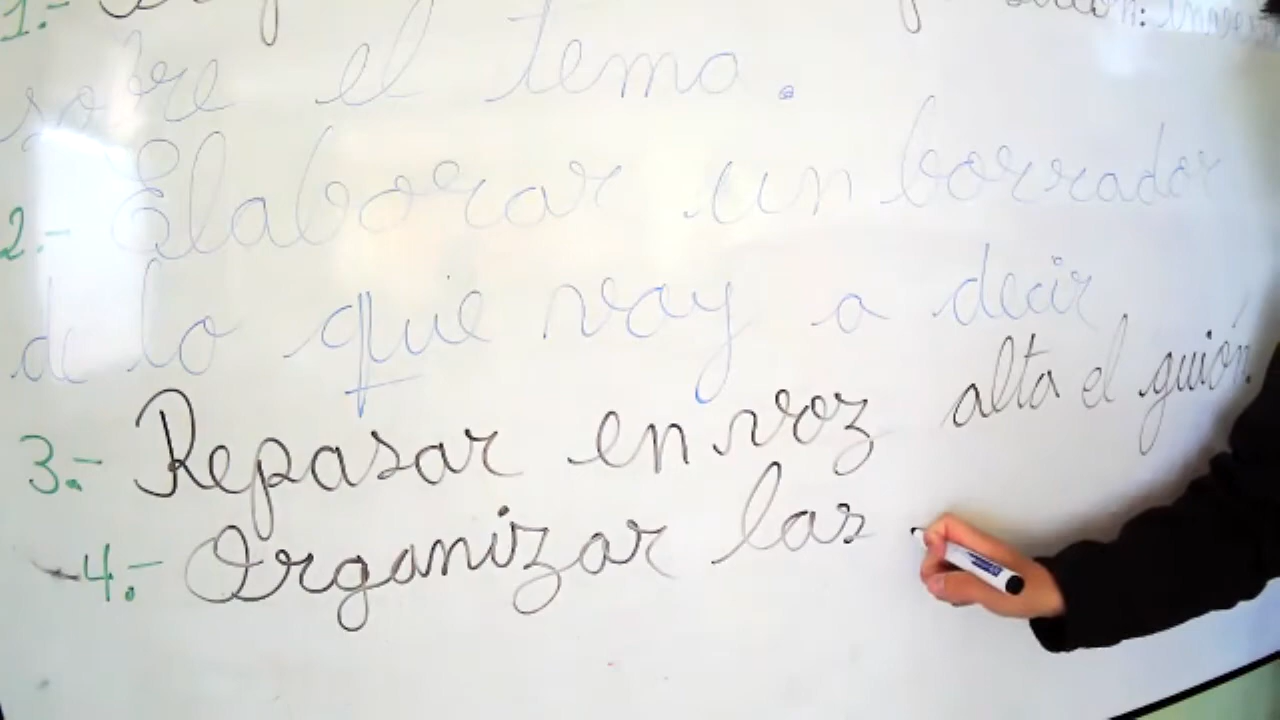 1.-
sobre el tema.
2.- Elaborar un borrador
de lo que voy a decir
3.- Repasar en voz alta el guión.
4.- Organizar las